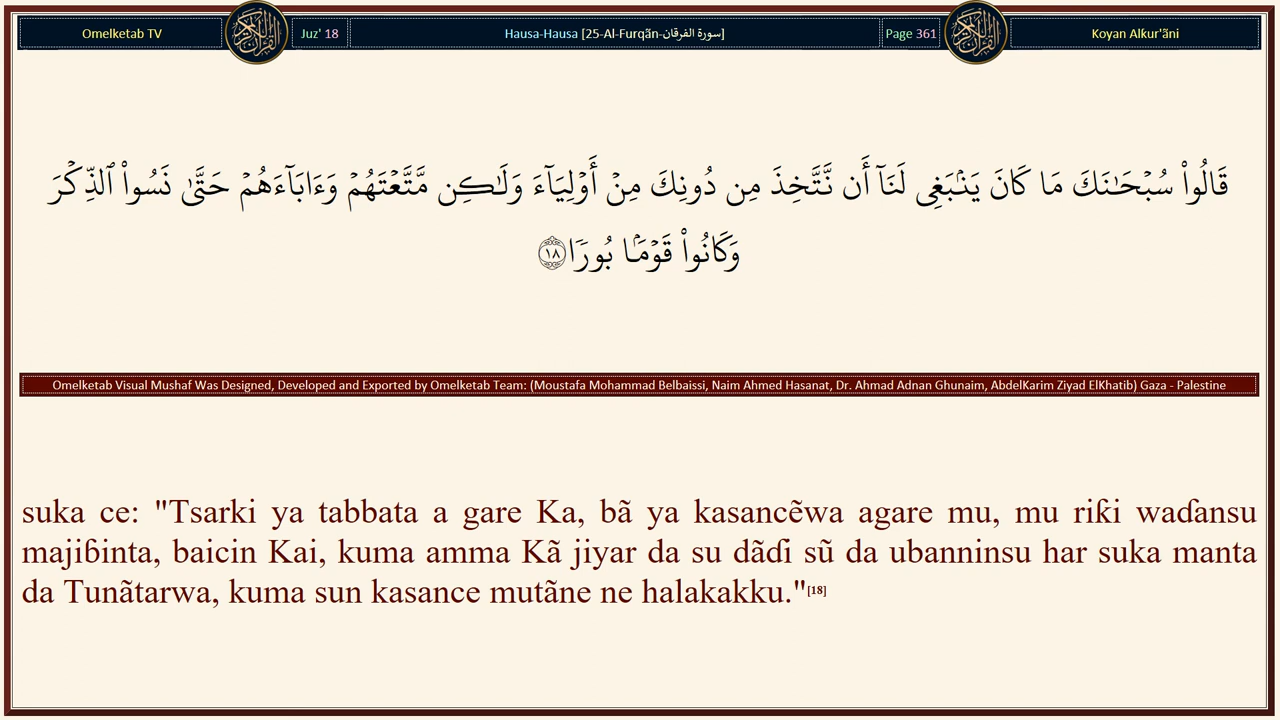 Omelketab TV
Juz' 18
Hausa-Hausa [25-Al-Furqãn-سورة الفرقان]
Page 361
Koyan Alƙur'ãni
قَالُوا۟ سُبْحَـٰنَكَ مَا كَانَ يَنۢبَغِى لَنَآ أَن نَّتَّخِذَ مِن دُونِكَ مِنْ أَوْلِيَآءَ وَلَـٰكِن مَّتَّعْتَهُمْ وَءَابَآءَهُمْ حَتَّىٰ نَسُوا۟ ٱلذِّكْرَ
وَكَانُوا۟ قَوْمًۢا بُورًا ١٨
Omelketab Visual Mushaf Was Designed, Developed and Exported by Omelketab Team: (Moustafa Mohammad Belbaissi, Naim Ahmed Hasanat, Dr. Ahmad Adnan Ghunaim, AbdelKarim Ziyad ElKhatib) Gaza - Palestine
suka ce: "Tsarki ya tabbata a gare Ka, bã ya kasancẽwa agare mu, mu riƙi waɗansu
majiɓinta, baicin Kai, kuma amma Kã jiyar da su dãɗi sũ da ubanninsu har suka manta
da Tunãtarwa, kuma sun kasance mutãne ne halakakku."[18]